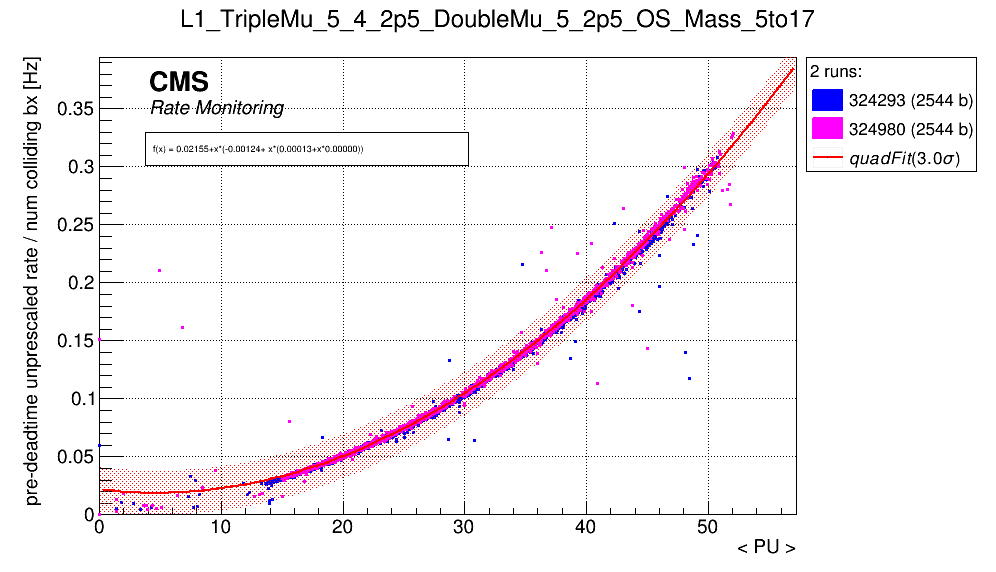 L1_TripleMu_5_4_2p5_DoubleMu_5_2p5_OS_Mass_5to17
pre-deadtime unprescaled rate / num colliding bx [Hz]
CMS
Rate Monitoring
f(x) = 0.02155+x*(-0.00124+ x*(0.00013+x*0.00000))
2 runs:
324293 (2544 b)
324980 (2544 b)
quadFit(3.0σ)
0.35
0.3
0.25
0.2
0.15
0.1
0.05
0
0 10 20 30 40 50
< PU >